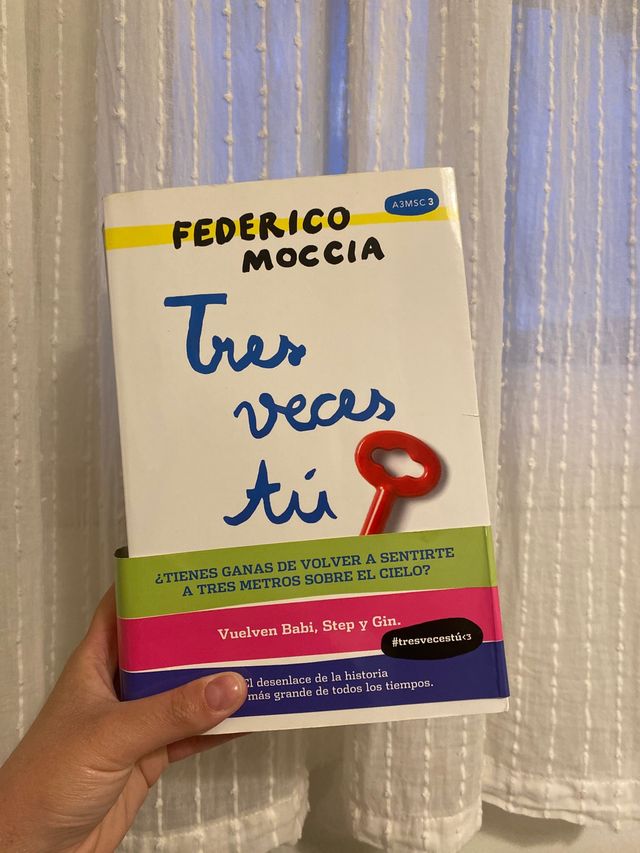 A3MSC 3
FEDERICO
MOCCIA
Tres
veces
tú
¿TIENES GANAS DE VOLVER A SENTIRTE
A TRES METROS SOBRE EL CIELO?
Vuelven Babi, Step y Gin.
#tresvecestú<3
El desenlace de la historia
más grande de todos los tiempos.